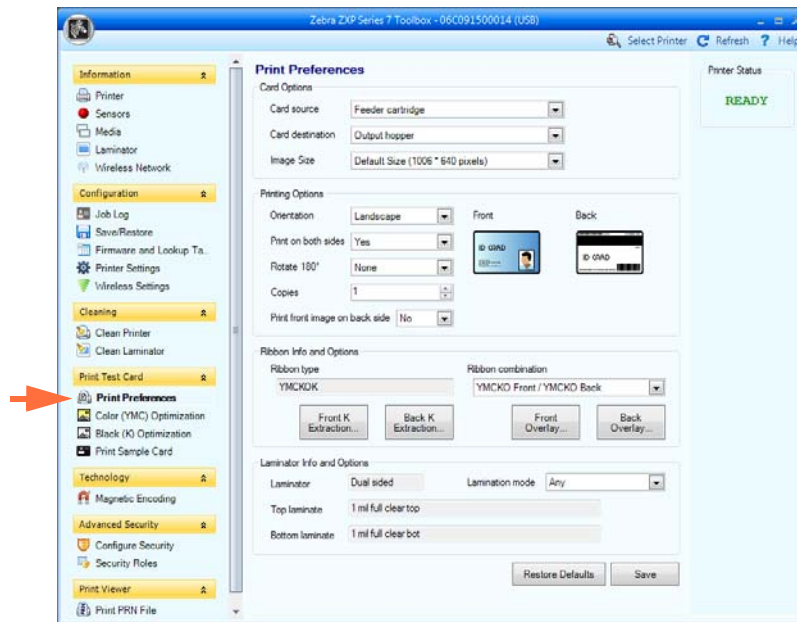 Zebra ZXP Series 7 Toolbox - 06C091500014 (USB)
Select Printer Refresh ? Help
Information
Printer
Sensors
Media
Laminator
Wireless Network
Configuration
Job Log
Save/Restore
Firmware and Lookup Ta..
Printer Settings
Wireless Settings
Cleaning
Clean Printer
Clean Laminator
Print Test Card
Print Preferences
Color (YMC) Optimization
Black (K) Optimization
Print Sample Card
Technology
Magnetic Encoding
Advanced Security
Configure Security
Security Roles
Print Viewer
Print PRN File
Print Preferences
Card Options
Card source Feeder cartridge
Card destination Output hopper
Image Size Default Size (1006 * 640 pixels)
Printing Options
Orientation Landscape Front Back
Print on both sides Yes
ID CARD
ID CARD
Rotate 180° None
Copies 1
Print front image on back side No
Ribbon Info and Options
Ribbon type Ribbon combination
YMCKOK YMCKO Front / YMCKO Back
Front K Extraction...
Back K Extraction...
Front Overlay...
Back Overlay...
Laminator Info and Options
Laminator Dual sided Lamination mode Any
Top laminate 1 mil full clear top
Bottom laminate 1 mil full clear bot
Restore Defaults Save
Printer Status
READY